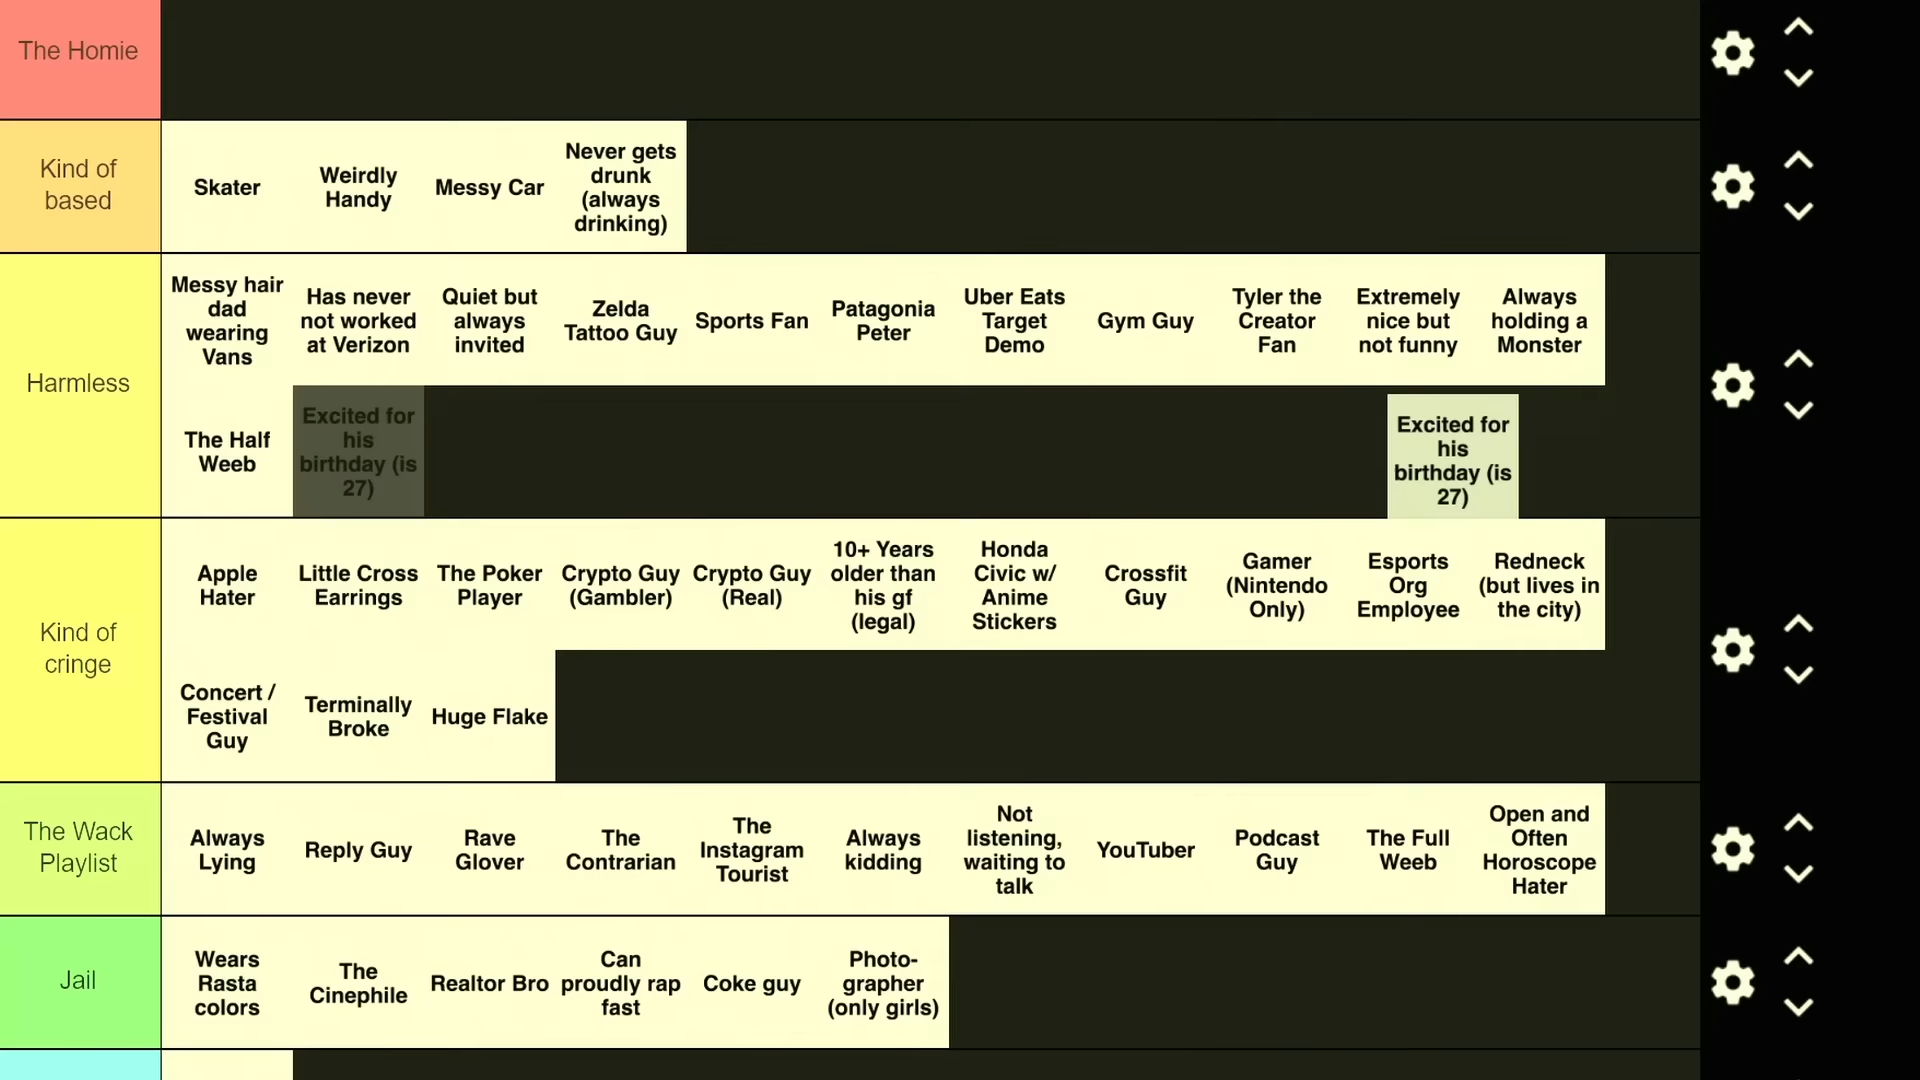 The Homie
Kind of
based
Skater
Weirdly
Handy
Messy Car
Never gets
drunk
(always
drinking)
Harmless
Messy hair
dad
wearing
Vans
Has never
not worked
at Verizon
Quiet but
always
invited
Zelda
Tattoo Guy
Sports Fan
Patagonia
Peter
Uber Eats
Target
Demo
Gym Guy
Tyler the
Creator
Fan
Extremely
nice but
not funny
Always
holding a
Monster
The Half
Weeb
Excited for
his
birthday (is
27)
Excited for
his
birthday (is
27)
Kind of
cringe
Apple
Hater
Little Cross
Earrings
The Poker
Player
Crypto Guy
(Gambler)
Crypto Guy
(Real)
10+ Years
older than
his gf
(legal)
Honda
Civic w/
Anime
Stickers
Crossfit
Guy
Gamer
(Nintendo
Only)
Esports
Org
Employee
Redneck
(but lives in
the city)
Concert /
Festival
Guy
Terminally
Broke
Huge Flake
The Wack
Playlist
Always
Lying
Reply Guy
Rave
Glover
The
Contrarian
The
Instagram
Tourist
Always
kidding
Not
listening,
waiting to
talk
YouTuber
Podcast
Guy
The Full
Weeb
Open and
Often
Horoscope
Hater
Jail
Wears
Rasta
colors
The
Cinephile
Realtor Bro
Can
proudly rap
fast
Coke guy
Photo-
grapher
(only girls)